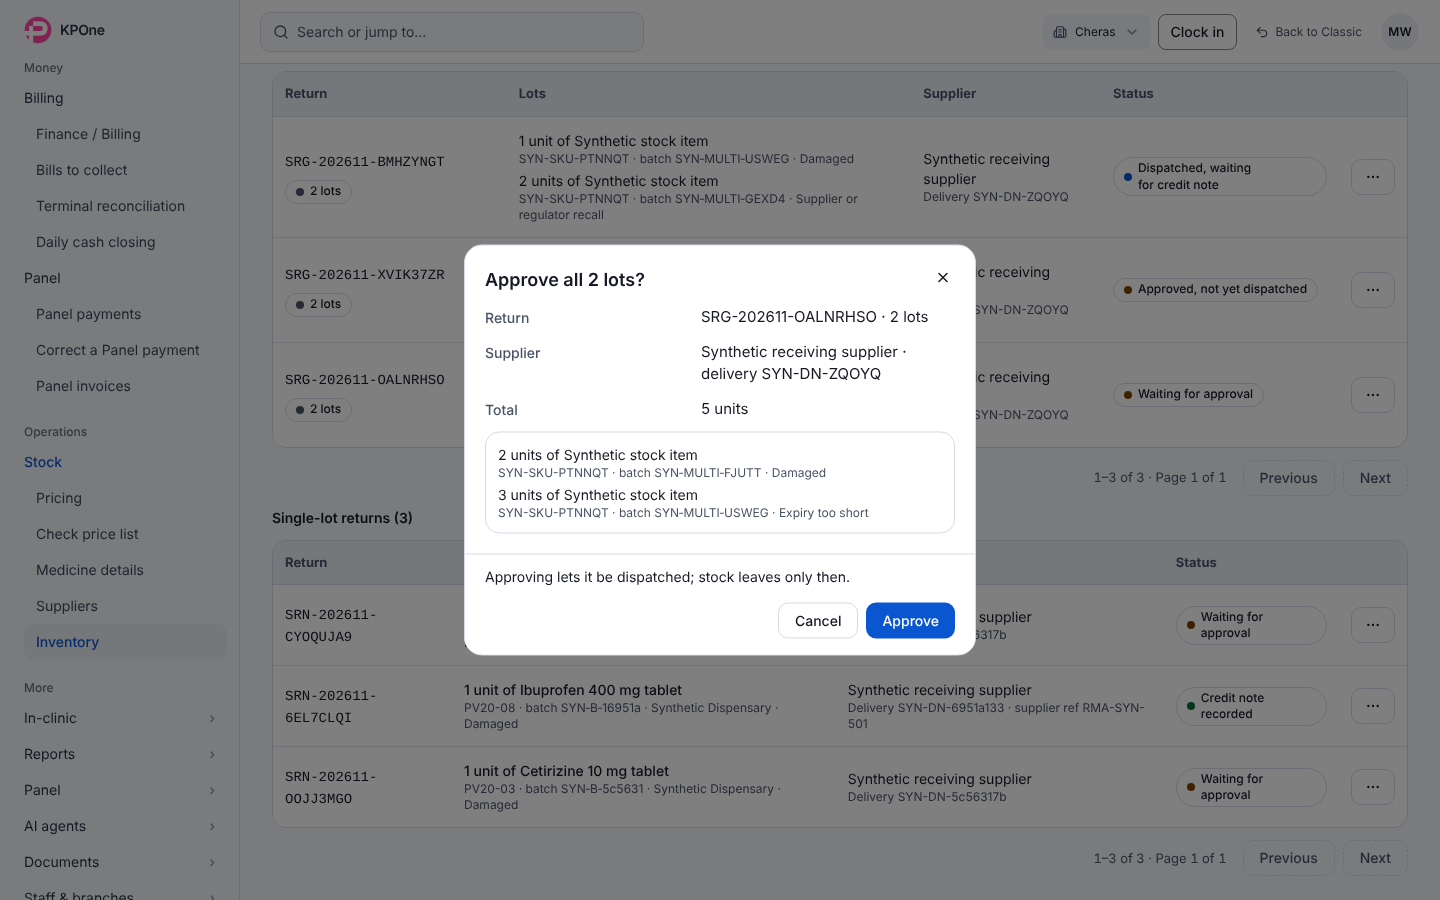 KPOne
Search or jump to...
Cheras
Clock in
Back to Classic
MW
Money
Billing
Finance / Billing
Bills to collect
Terminal reconciliation
Daily cash closing
Panel
Panel payments
Correct a Panel payment
Panel invoices
Operations
Stock
Pricing
Check price list
Medicine details
Suppliers
Inventory
More
In-clinic
Reports
Panel
AI agents
Documents
Staff & branches
Return
Lots
Supplier
Status
SRG-202611-BMHZYNGT
2 lots
1 unit of Synthetic stock item
SYN-SKU-PTNNQT · batch SYN-MULTI-USWEG · Damaged
2 units of Synthetic stock item
SYN-SKU-PTNNQT · batch SYN-MULTI-GEXD4 · Supplier or
regulator recall
Synthetic receiving
supplier
Delivery SYN-DN-ZQOYQ
Dispatched, waiting
for credit note
SRG-202611-XVIK37ZR
2 lots
c receiving
SYN-DN-ZQOYQ
Approved, not yet dispatched
SRG-202611-OALNRHSO
2 lots
c receiving
SYN-DN-ZQOYQ
Waiting for approval
1–3 of 3 · Page 1 of 1
Previous
Next
Approve all 2 lots?
Return
SRG-202611-OALNRHSO · 2 lots
Supplier
Synthetic receiving supplier ·
delivery SYN-DN-ZQOYQ
Total
5 units
2 units of Synthetic stock item
SYN-SKU-PTNNQT · batch SYN-MULTI-FJUTT · Damaged
3 units of Synthetic stock item
SYN-SKU-PTNNQT · batch SYN-MULTI-USWEG · Expiry too short
Approving lets it be dispatched; stock leaves only then.
Cancel
Approve
Single-lot returns (3)
Return
Status
SRN-202611-
CYOQUJA9
supplier
6317b
Waiting for
approval
SRN-202611-
6EL7CLQI
1 unit of Ibuprofen 400 mg tablet
PV20-08 · batch SYN-B-16951a · Synthetic Dispensary ·
Damaged
Synthetic receiving supplier
Delivery SYN-DN-6951a133 · supplier ref RMA-SYN-
501
Credit note
recorded
SRN-202611-
OOJJ3MGO
1 unit of Cetirizine 10 mg tablet
PV20-03 · batch SYN-B-5c5631 · Synthetic Dispensary ·
Damaged
Synthetic receiving supplier
Delivery SYN-DN-5c56317b
Waiting for
approval
1–3 of 3 · Page 1 of 1
Previous
Next